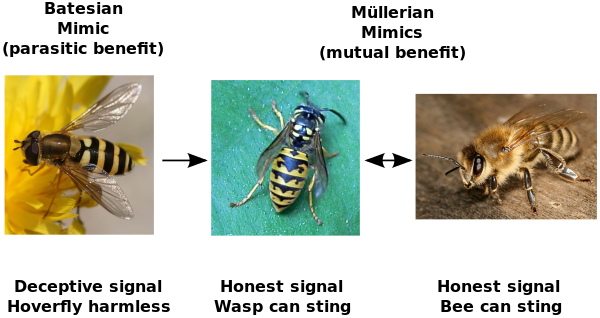 Batesian
Mimic
(parasitic benefit)
Müllerian
Mimics
(mutual benefit)
Deceptive signal
Hoverfly harmless
Honest signal
Wasp can sting
Honest signal
Bee can sting